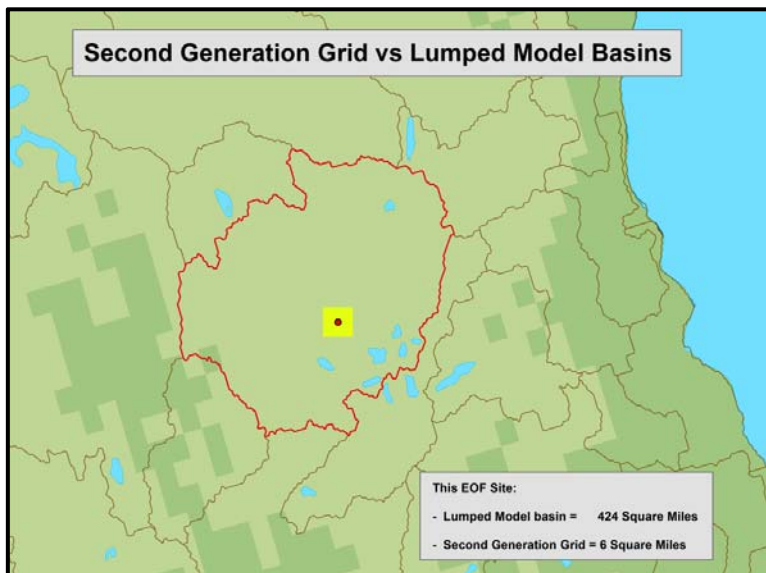 Second Generation Grid vs Lumped Model Basins
This EOF Site:
- Lumped Model basin = 424 Square Miles
- Second Generation Grid = 6 Square Miles